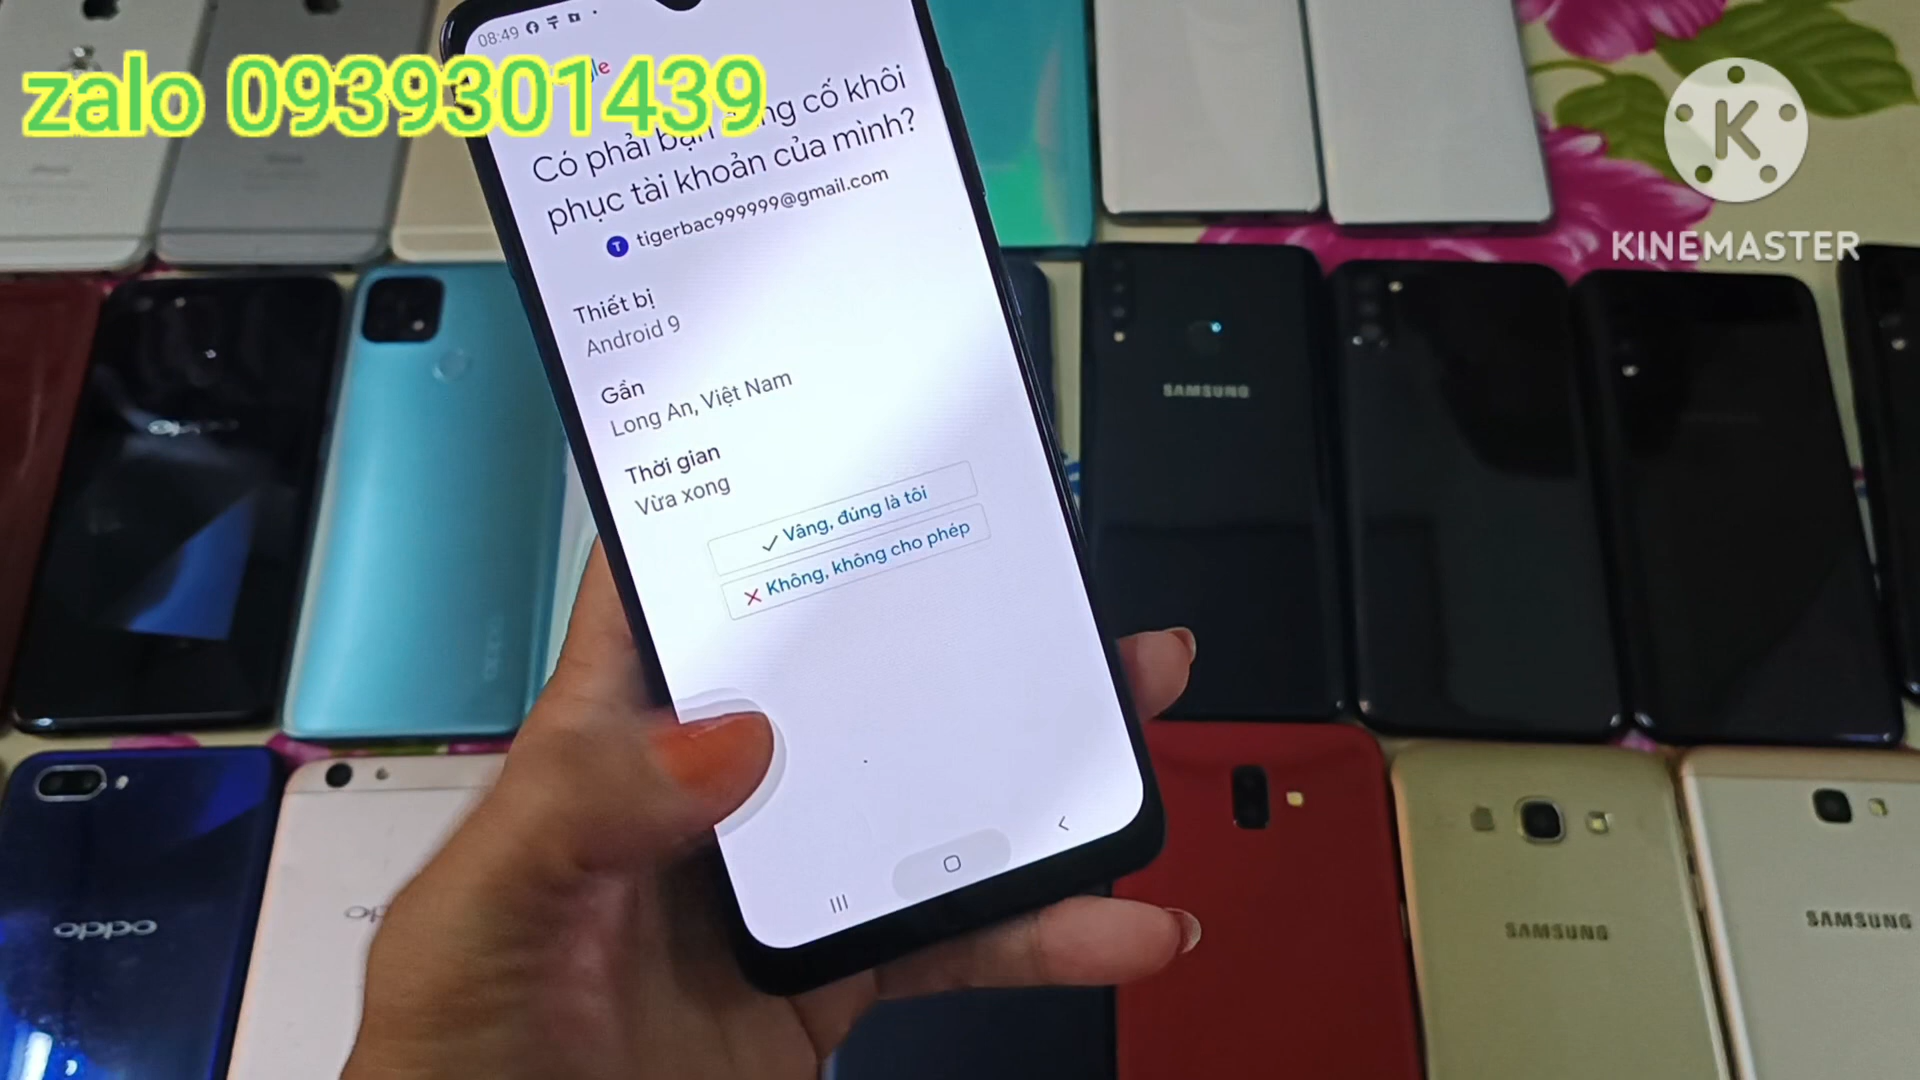 zalo 0939301439
08:49
Có phải bạn cố khôi
phục tài khoản của mình?
T tigerbac999999@gmail.com
Thiết bị
Android 9
Gần
Long An, Việt Nam
Thời gian
Vừa xong
Vâng, đúng là tôi
Không, không cho phép
K
KINEMASTER
SAMSUNG
oppo
SAMSUNG
SAMSUNG